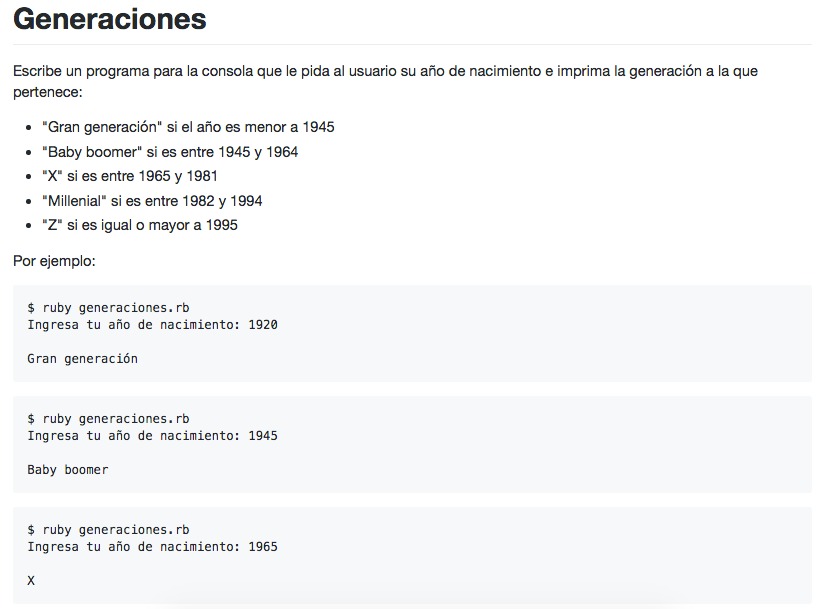 Generaciones
Escribe un programa para la consola que le pida al usuario su año de nacimiento e imprima la generación a la que
pertenece:
• "Gran generación" si el año es menor a 1945
• "Baby boomer" si es entre 1945 y 1964
• "X" si es entre 1965 y 1981
• "Millenial" si es entre 1982 y 1994
• "Z" si es igual o mayor a 1995
Por ejemplo:
$ ruby generaciones.rb
Ingresa tu año de nacimiento: 1920
Gran generación
$ ruby generaciones.rb
Ingresa tu año de nacimiento: 1945
Baby boomer
$ ruby generaciones.rb
Ingresa tu año de nacimiento: 1965
X